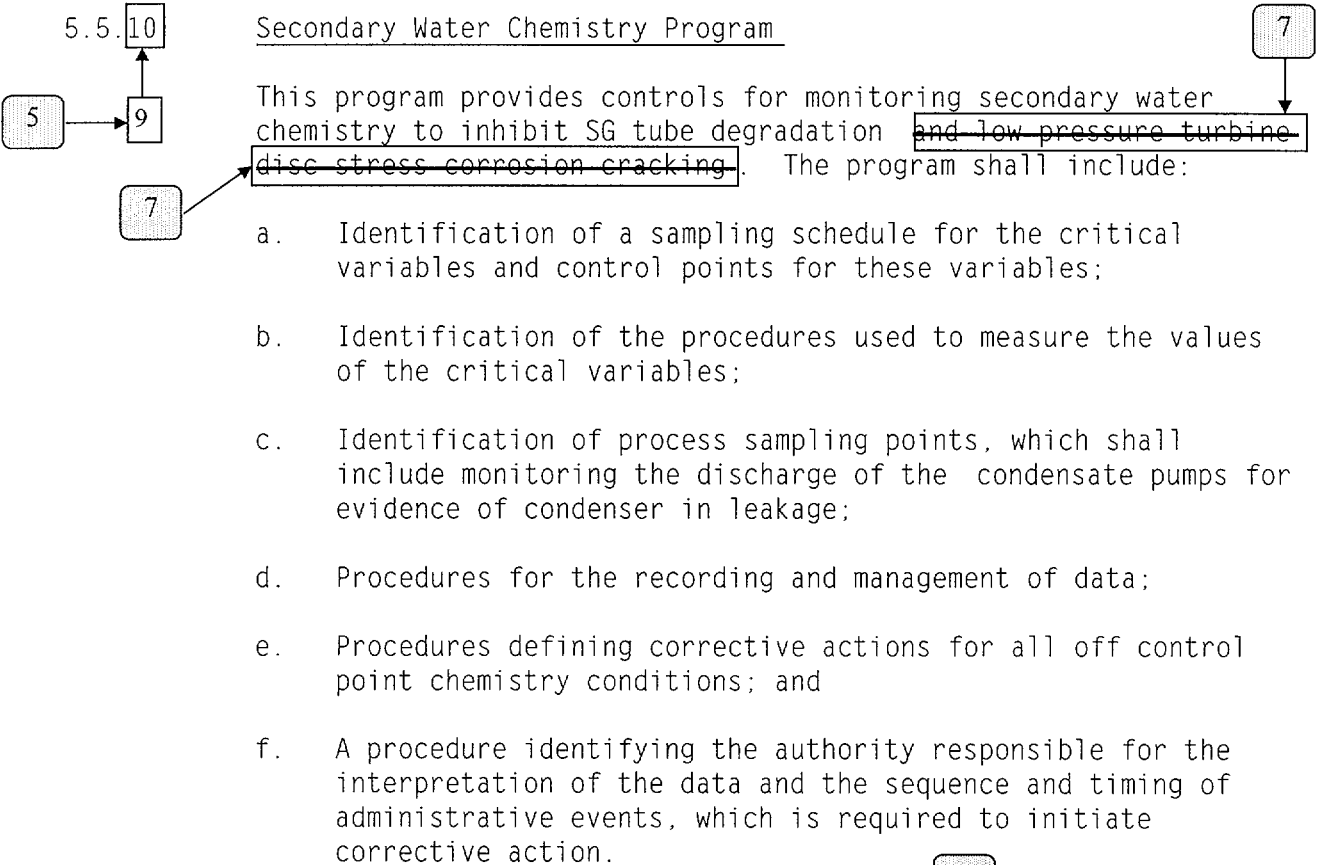 5.5.10 Secondary Water Chemistry Program
7
5
9
This program provides controls for monitoring secondary water
chemistry to inhibit SG tube degradation and low pressure turbine
disc stress corrosion cracking. The program shall include:
7
a. Identification of a sampling schedule for the critical
variables and control points for these variables;
b. Identification of the procedures used to measure the values
of the critical variables;
c. Identification of process sampling points, which shall
include monitoring the discharge of the condensate pumps for
evidence of condenser in leakage;
d. Procedures for the recording and management of data;
e. Procedures defining corrective actions for all off control
point chemistry conditions; and
f. A procedure identifying the authority responsible for the
interpretation of the data and the sequence and timing of
administrative events, which is required to initiate
corrective action.